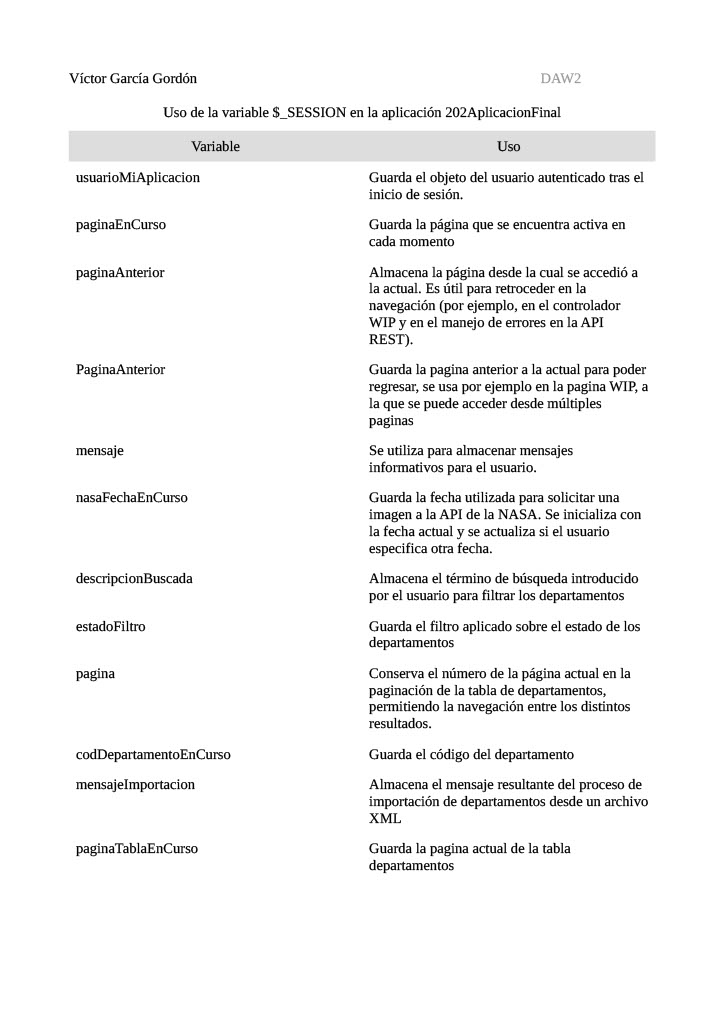 Víctor García Gordón DAW2
Uso de la variable $_SESSION en la aplicación 202AplicacionFinal
Variable Uso
usuarioMiAplicacion Guarda el objeto del usuario autenticado tras el
inicio de sesión.
paginaEnCurso Guarda la página que se encuentra activa en
cada momento
paginaAnterior Almacena la página desde la cual se accedió a
la actual. Es útil para retroceder en la
navegación (por ejemplo, en el controlador
WIP y en el manejo de errores en la API
REST).
PaginaAnterior Guarda la pagina anterior a la actual para poder
regresar, se usa por ejemplo en la pagina WIP, a
la que se puede acceder desde múltiples
paginas
mensaje Se utiliza para almacenar mensajes
informativos para el usuario.
nasaFechaEnCurso Guarda la fecha utilizada para solicitar una
imagen a la API de la NASA. Se inicializa con
la fecha actual y se actualiza si el usuario
especifica otra fecha.
descripcionBuscada Almacena el término de búsqueda introducido
por el usuario para filtrar los departamentos
estadoFiltro Guarda el filtro aplicado sobre el estado de los
departamentos
pagina Conserva el número de la página actual en la
paginación de la tabla de departamentos,
permitiendo la navegación entre los distintos
resultados.
codDepartamentoEnCurso Guarda el código del departamento
mensajeImportacion Almacena el mensaje resultante del proceso de
importación de departamentos desde un archivo
XML
paginaTablaEnCurso Guarda la pagina actual de la tabla
departamentos